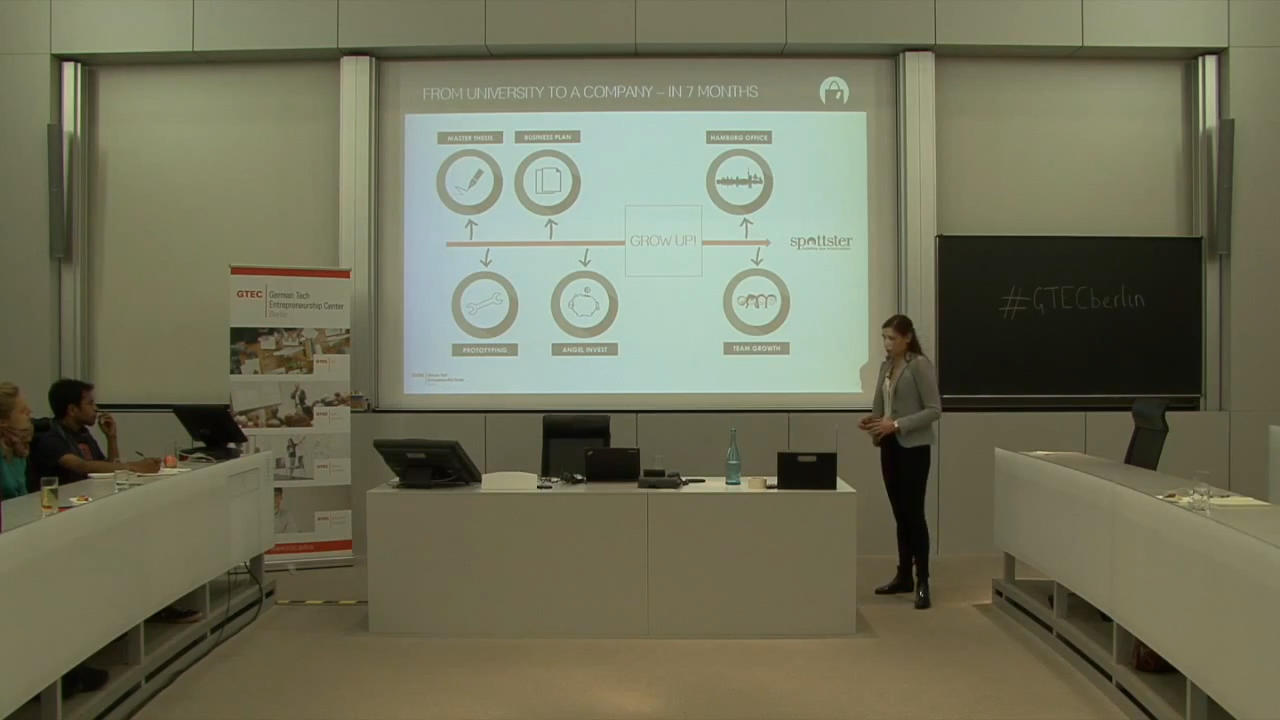 FROM UNIVERSITY TO A COMPANY – IN 7 MONTHS
MASTER THESIS
BUSINESS PLAN
HAMBURG OFFICE
GROW UP!
spottster
PROTOTYPING
ANGEL INVEST
TEAM GROWTH
GTEC
German Tech
Entrepreneurship Center
Berlin
#GTECberlin